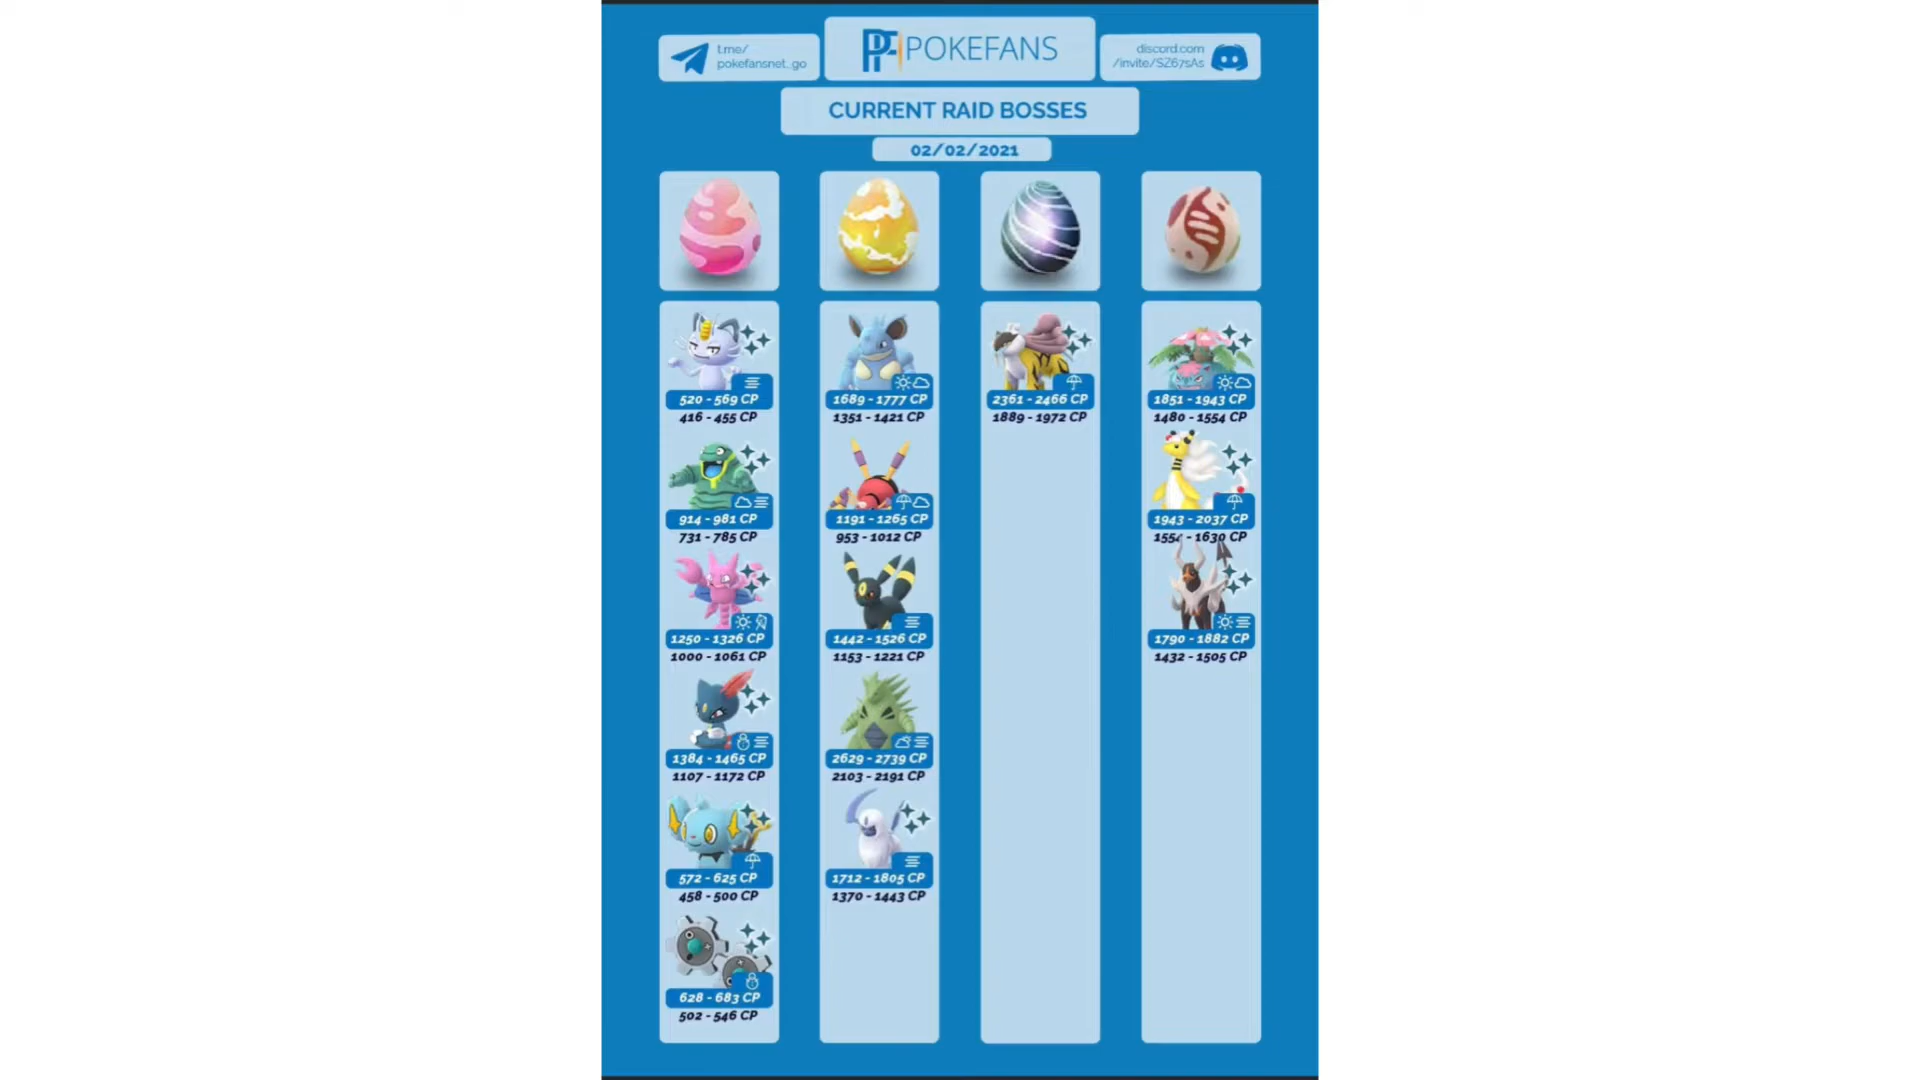 t.me/
pokefansnet_go
PF POKEFANS
discord.com
/invite/SZ67sAs
CURRENT RAID BOSSES
02/02/2021
520 - 569 CP
416 - 455 CP
914 - 981 CP
731 - 785 CP
1250 - 1326 CP
1000 - 1061 CP
1384 - 1465 CP
1107 - 1172 CP
572 - 625 CP
458 - 500 CP
628 - 683 CP
502 - 546 CP
1689 - 1777 CP
1351 - 1421 CP
1191 - 1265 CP
953 - 1012 CP
1442 - 1526 CP
1153 - 1221 CP
2629 - 2739 CP
2103 - 2191 CP
1712 - 1805 CP
1370 - 1443 CP
2361 - 2466 CP
1889 - 1972 CP
1851 - 1943 CP
1480 - 1554 CP
1943 - 2037 CP
1554 - 1630 CP
1790 - 1882 CP
1432 - 1505 CP